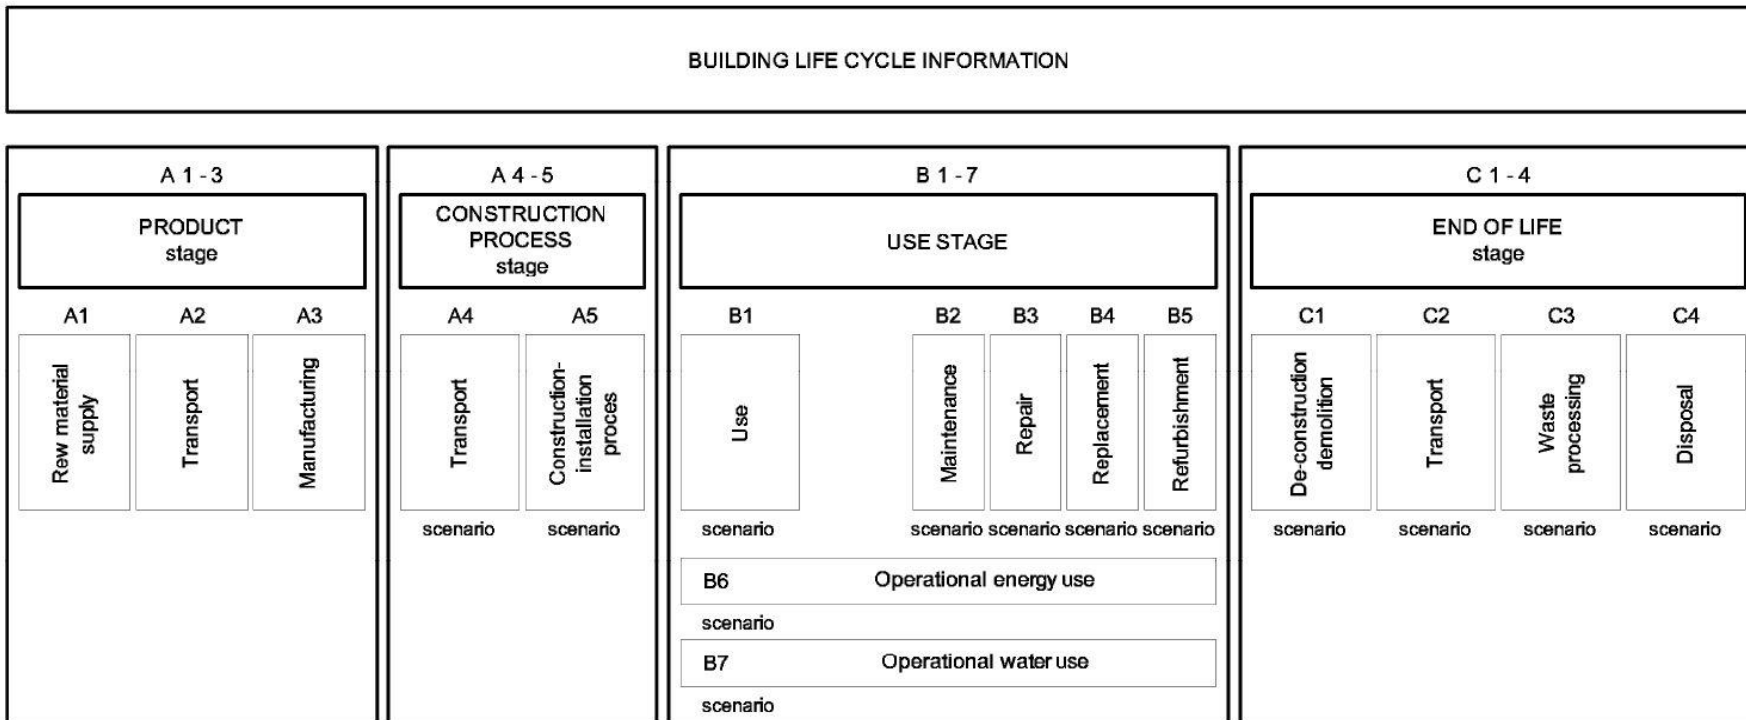 BUILDING LIFE CYCLE INFORMATION
A 1 - 3
PRODUCT
stage
A1
A2
A3
Rew material
supply
Transport
Manufacturing
A 4 - 5
CONSTRUCTION
PROCESS
stage
A4
A5
Transport
Construction-
installation
proces
scenario
scenario
B 1 - 7
USE STAGE
B1
B2
B3
B4
B5
Use
Maintenance
Repair
Replacement
Refurbishment
scenario
scenario
scenario
scenario
scenario
B6 Operational energy use
scenario
B7 Operational water use
scenario
C 1 - 4
END OF LIFE
stage
C1
C2
C3
C4
De-construction
demolition
Transport
Waste
processing
Disposal
scenario
scenario
scenario
scenario